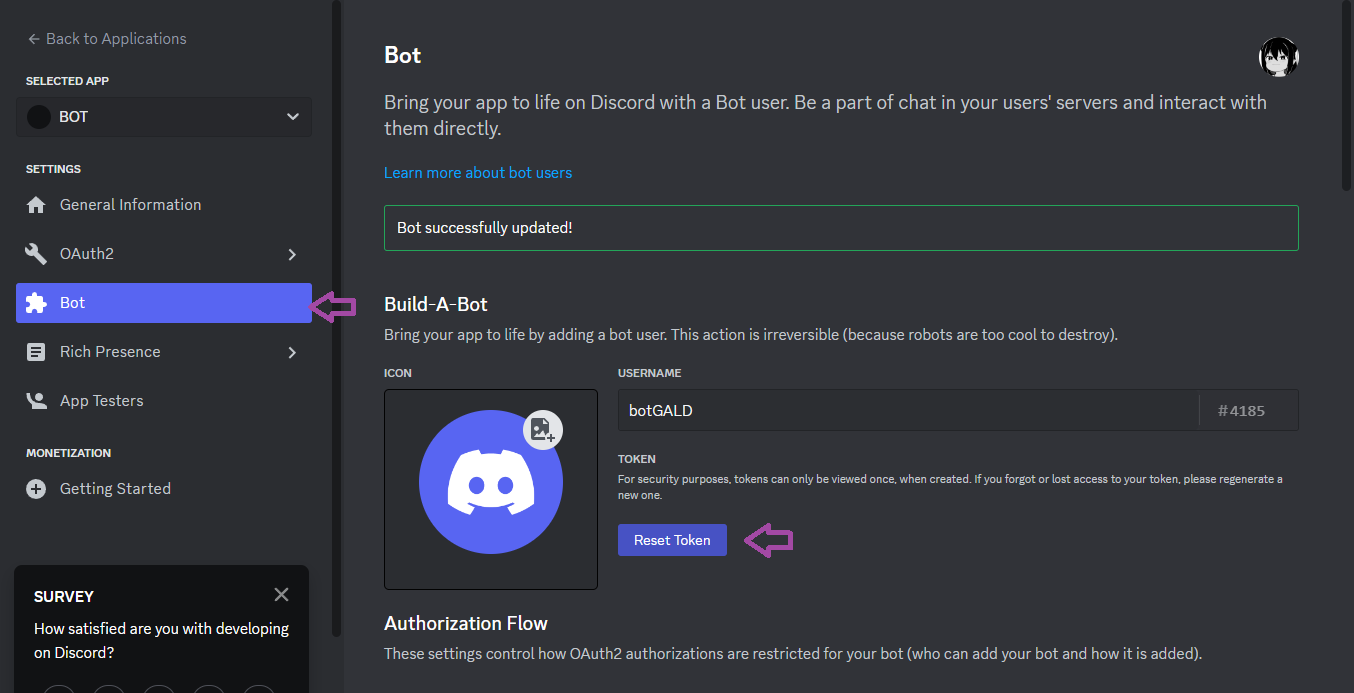 Back to Applications
SELECTED APP
BOT
SETTINGS
General Information
OAuth2
Bot
Rich Presence
App Testers
MONETIZATION
Getting Started
SURVEY
How satisfied are you with developing
on Discord?
Bot
Bring your app to life on Discord with a Bot user. Be a part of chat in your users' servers and interact with
them directly.
Learn more about bot users
Bot successfully updated!
Build-A-Bot
Bring your app to life by adding a bot user. This action is irreversible (because robots are too cool to destroy).
ICON
USERNAME
botGALD
#4185
TOKEN
For security purposes, tokens can only be viewed once, when created. If you forgot or lost access to your token, please regenerate a
new one.
Reset Token
Authorization Flow
These settings control how OAuth2 authorizations are restricted for your bot (who can add your bot and how it is added).